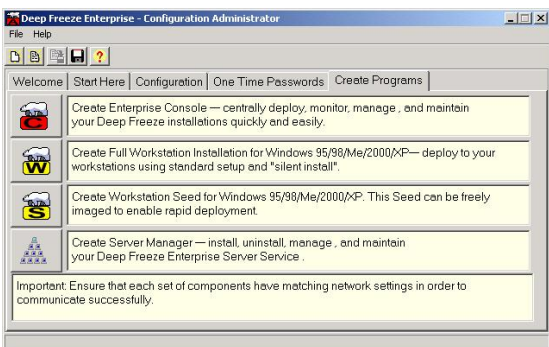 Deep Freeze Enterprise - Configuration Administrator
File Help
Welcome Start Here Configuration One Time Passwords Create Programs
C
Create Enterprise Console — centrally deploy, monitor, manage , and maintain
your Deep Freeze installations quickly and easily.
W
Create Full Workstation Installation for Windows 95/98/Me/2000/XP— deploy to your
workstations using standard setup and "silent install".
S
Create Workstation Seed for Windows 95/98/Me/2000/XP. This Seed can be freely
imaged to enable rapid deployment.
Create Server Manager — install, uninstall, manage , and maintain
your Deep Freeze Enterprise Server Service .
Important: Ensure that each set of components have matching network settings in order to
communicate successfully.